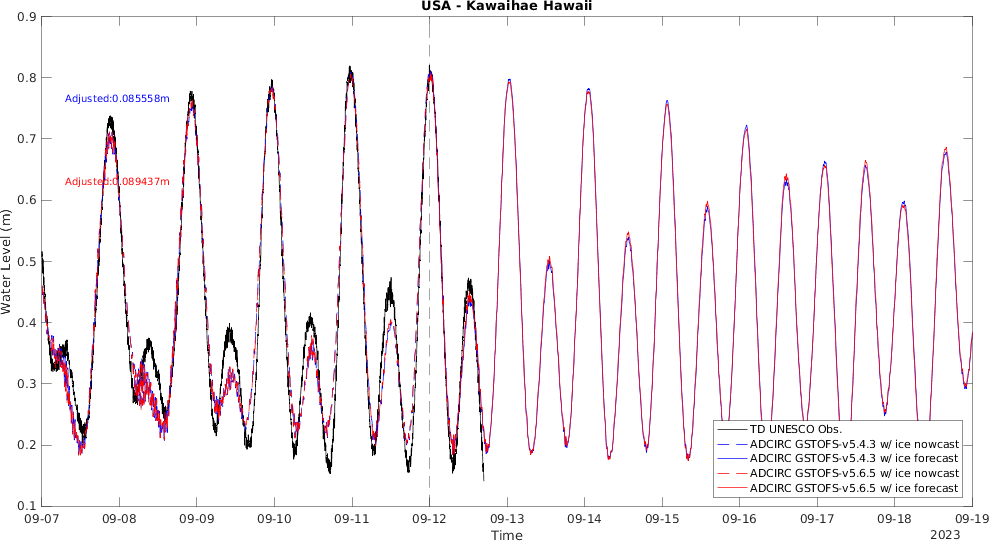 USA - Kawaihae Hawaii
0.9
0.8
0.7
0.6
0.5
0.4
0.3
0.2
0.1
Water Level (m)
Adjusted:0.085558m
Adjusted:0.089437m
TD UNESCO Obs.
ADCIRC GSTOFS-v5.4.3 w/ ice nowcast
ADCIRC GSTOFS-v5.4.3 w/ ice forecast
ADCIRC GSTOFS-v5.6.5 w/ ice nowcast
ADCIRC GSTOFS-v5.6.5 w/ ice forecast
09-07 09-08 09-09 09-10 09-11 09-12 09-13 09-14 09-15 09-16 09-17 09-18 09-19
Time
2023